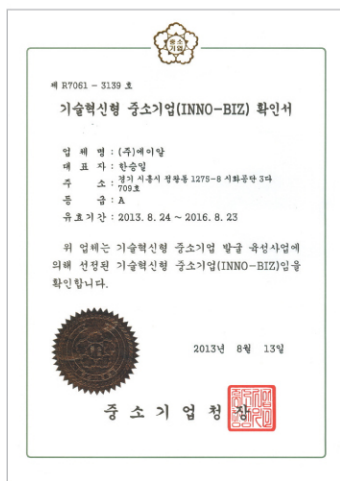 중소
기업
제 R7061 - 3139 호
기술혁신형 중소기업(INNO-BIZ) 확인서
업 체 명 : (주)에이알
대 표 자 : 한승일
주 소 : 경기 시흥시 정왕동 1275-8 시화공단 3다
709호
등 급 : A
유효기간 : 2013. 8. 24 ~ 2016. 8. 23
위 업체는 기술혁신형 중소기업 발굴 육성사업에
의해 선정된 기술혁신형 중소기업(INNO-BIZ)임을
확인합니다.
2013년 8월 13일
중 소 기 업 청 장